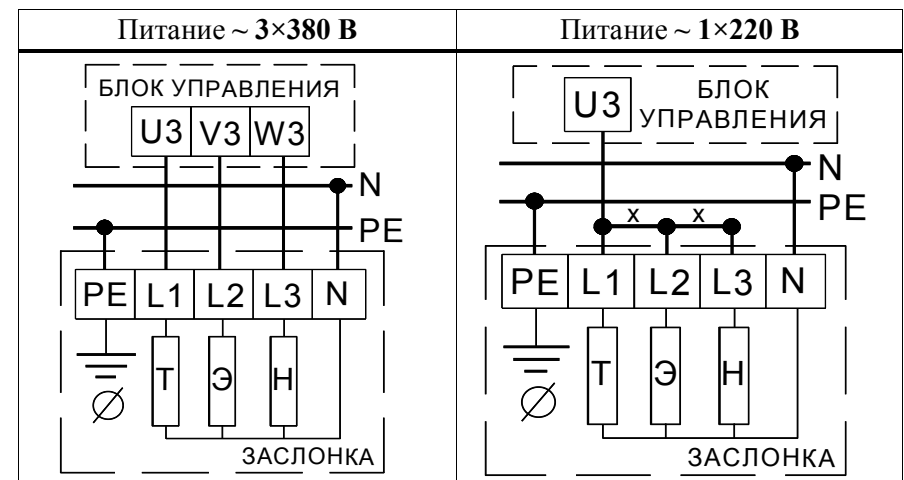 Питание ~ 3×380 В
БЛОК УПРАВЛЕНИЯ
U3 V3 W3
N
PE
PE L1 L2 L3 N
Т Э Н
ЗАСЛОНКА
Питание ~ 1×220 В
БЛОК
U3 УПРАВЛЕНИЯ
N
PE
x x
PE L1 L2 L3 N
Т Э Н
ЗАСЛОНКА